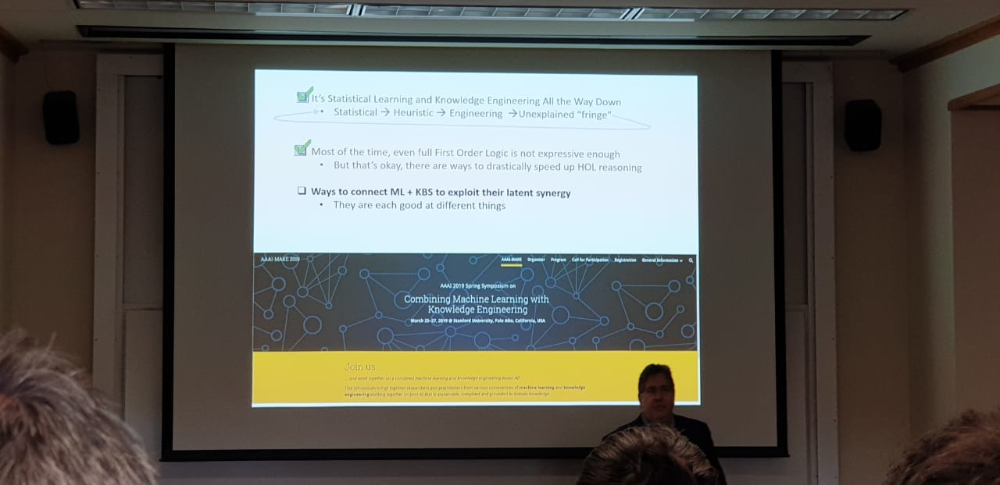 It's Statistical Learning and Knowledge Engineering All the Way Down
• Statistical → Heuristic → Engineering → Unexplained “fringe”
Most of the time, even full First Order Logic is not expressive enough
• But that's okay, there are ways to drastically speed up HOL reasoning
❑ Ways to connect ML + KBS to exploit their latent synergy
• They are each good at different things
AAAI-MAKE 2019
AAAI-MAKE Organizer Program Call for Participation Registration General Information
AAAI 2019 Spring Symposium on
Combining Machine Learning with
Knowledge Engineering
March 25-27, 2019 @ Stanford University, Palo Alto, California, USA
Join us...
... and work together on a combined machine learning and knowledge engineering based AI!
This symposium brings together researchers and practitioners from various communities of machine learning and knowledge
engineering working together on joint AI that is explainable, compliant and grounded in domain knowledge.